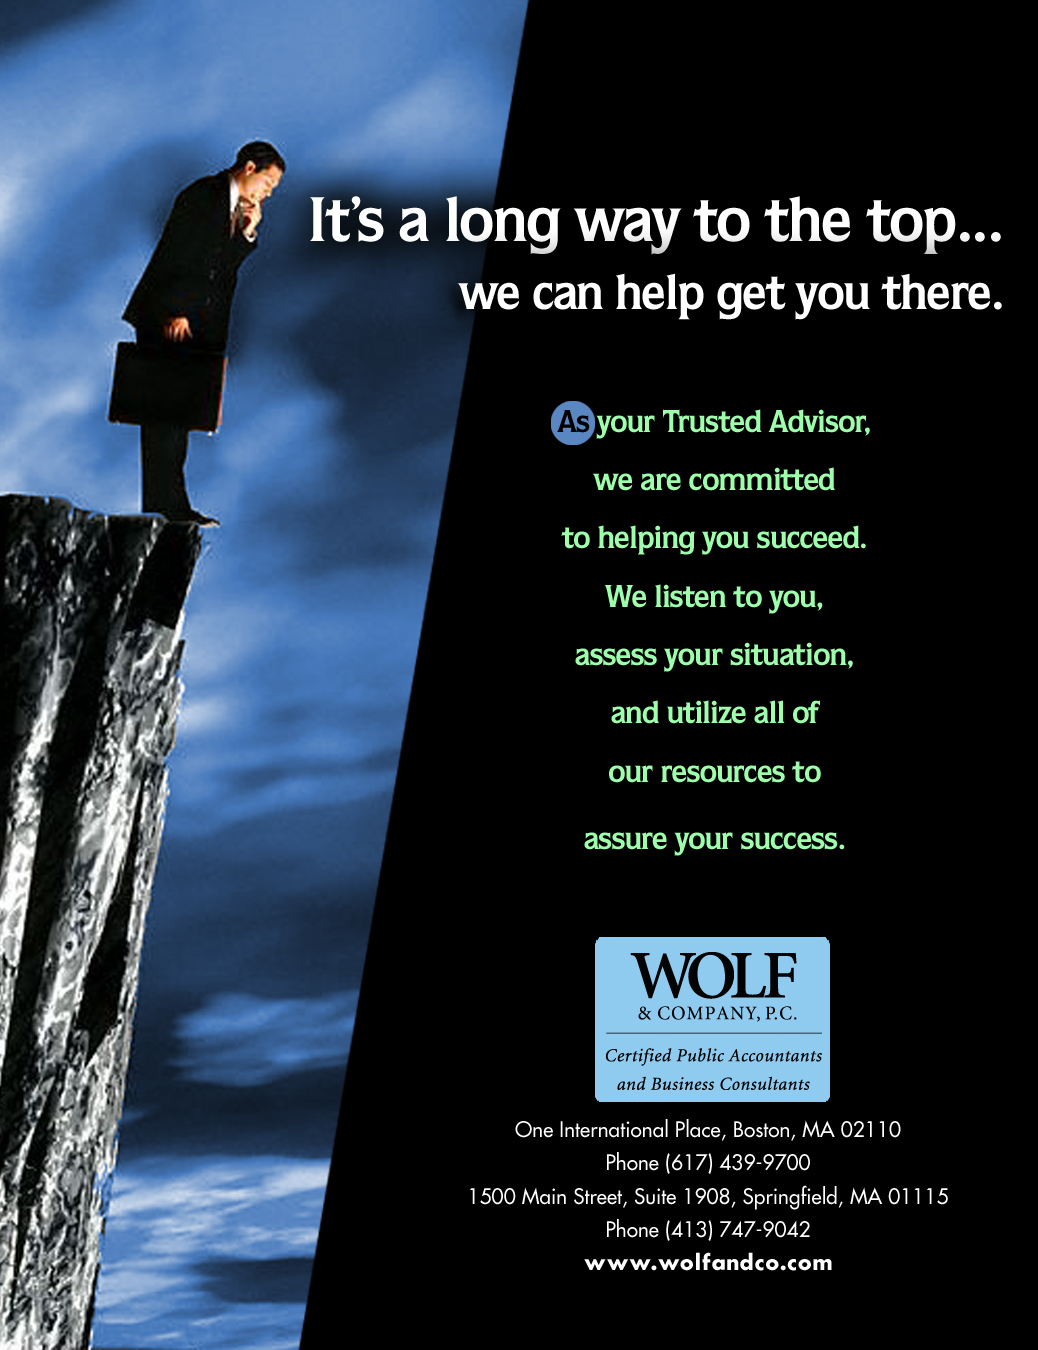 It's a long way to the top...
we can help get you there.
As your Trusted Advisor,
we are committed
to helping you succeed.
We listen to you,
assess your situation,
and utilize all of
our resources to
assure your success.
WOLF
& COMPANY, P.C.
Certified Public Accountants
and Business Consultants
One International Place, Boston, MA 02110
Phone (617) 439-9700
1500 Main Street, Suite 1908, Springfield, MA 01115
Phone (413) 747-9042
www.wolfandco.com